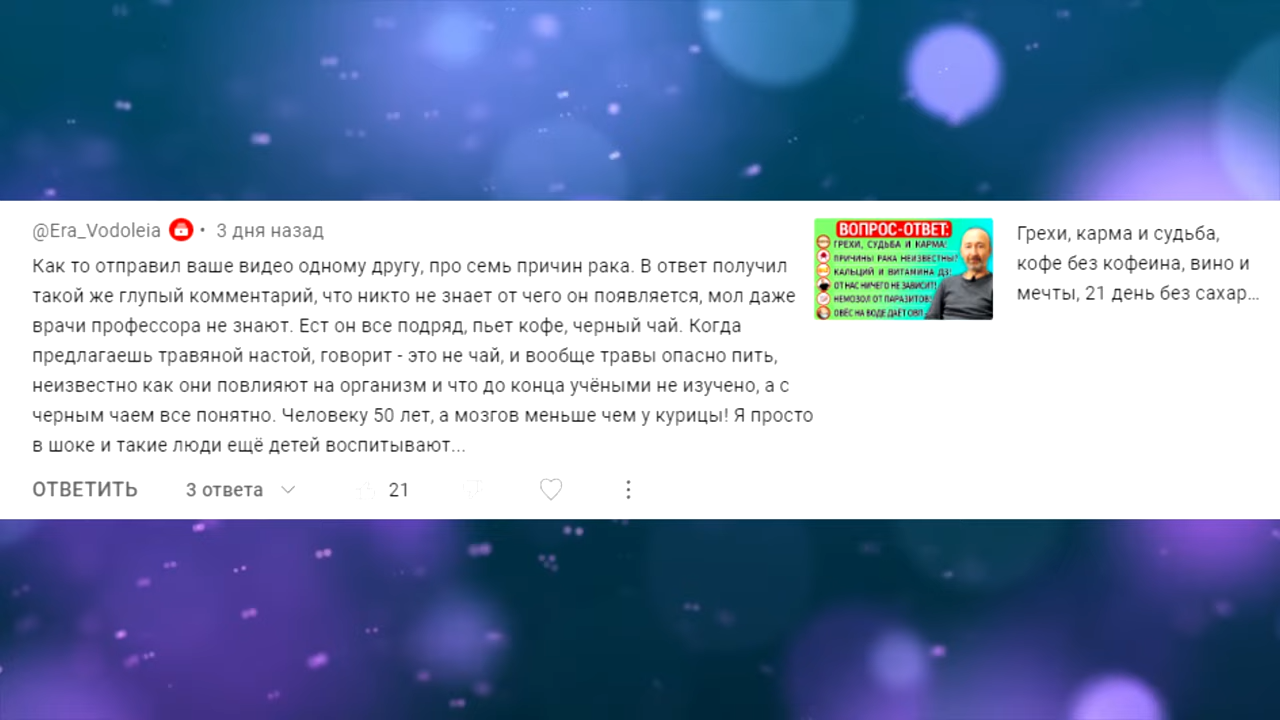 @Era_Vodoleia • 3 дня назад
Как то отправил ваше видео одному другу, про семь причин рака. В ответ получил
такой же глупый комментарий, что никто не знает от чего он появляется, мол даже
врачи профессора не знают. Ест он все подряд, пьет кофе, черный чай. Когда
предлагаешь травяной настой, говорит - это не чай, и вообще травы опасно пить,
неизвестно как они повлияют на организм и что до конца учёными не изучено, а с
черным чаем все понятно. Человеку 50 лет, а мозгов меньше чем у курицы! Я просто
в шоке и такие люди ещё детей воспитывают...
ОТВЕТИТЬ 3 ответа 21
ВОПРОС-ОТВЕТ:
ГРЕХИ, СУДЬБА И КАРМА!
ПРИЧИНЫ РАКА НЕИЗВЕСТНЫ?
КАЛЬЦИЙ И ВИТАМИНА Д3!
ОТ НАС НИЧЕГО НЕ ЗАВИСИТ!
НЕМОЗОЛ ОТ ПАРАЗИТОВ!
ОВЁС НА ВОДЕ ДАЁТ ОВП
Грехи, карма и судьба,
кофе без кофеина, вино и
мечты, 21 день без сахар...